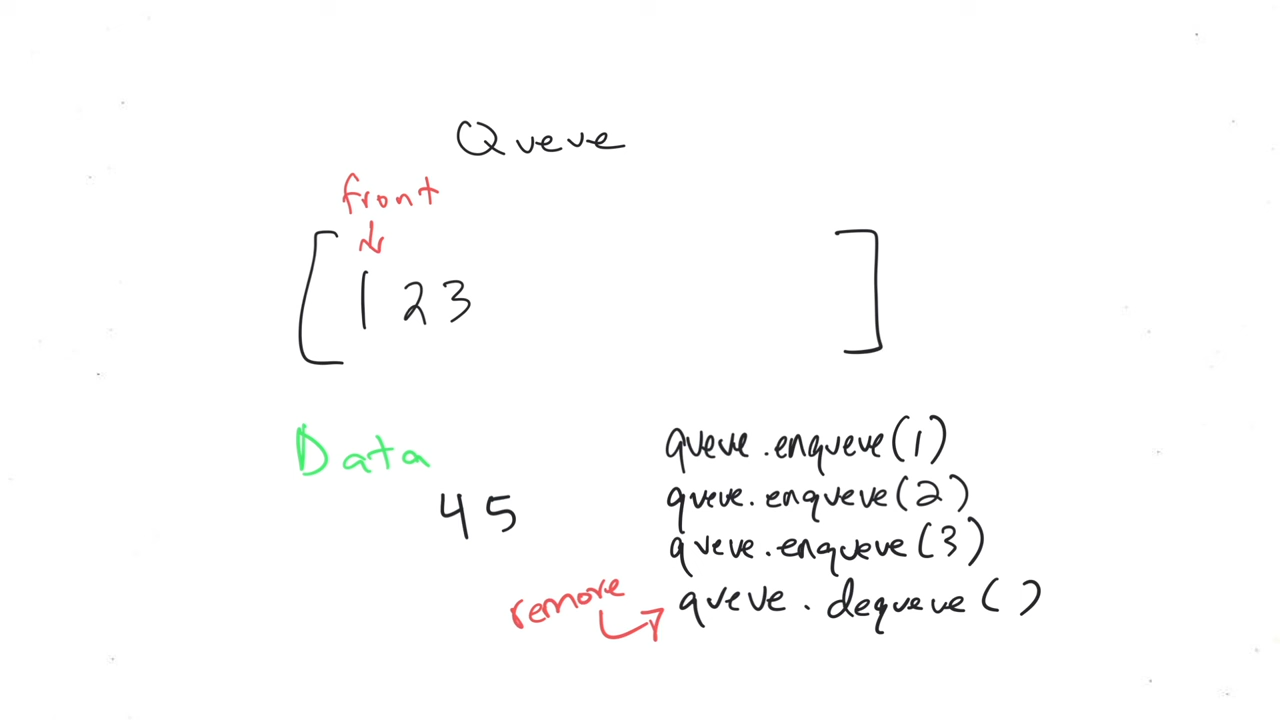 Queue
front
1 2 3
Data
4 5
queue.enqueue(1)
queue.enqueue(2)
queue.enqueue(3)
remove
queue.dequeue()